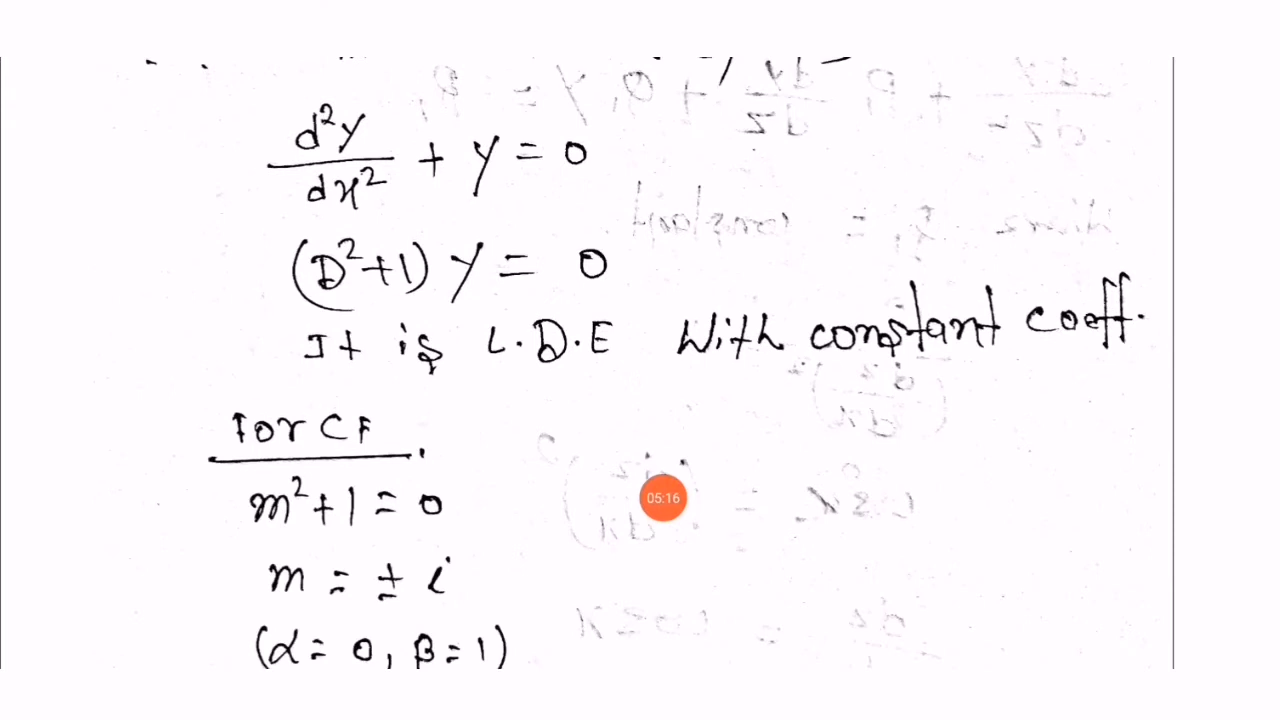 d²y/dx² + y = 0
(D²+1) y = 0
It is L.D.E With constant coeff.
For CF
m²+1 = 0
05:16
m = ± i
(α = 0, β = 1)